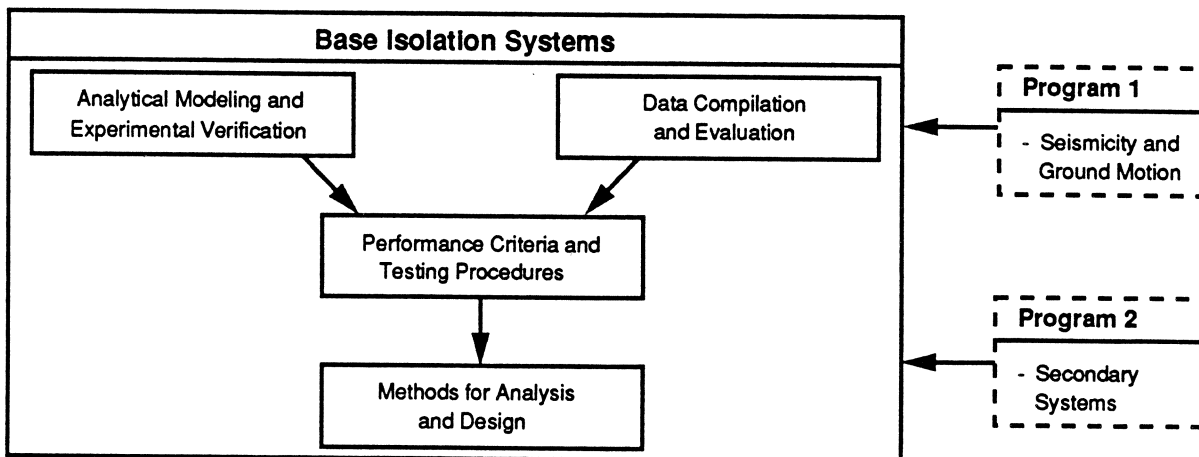 Base Isolation Systems
Analytical Modeling and
Experimental Verification
Data Compilation
and Evaluation
Performance Criteria and
Testing Procedures
Methods for Analysis
and Design
Program 1
- Seismicity and
Ground Motion
Program 2
- Secondary
Systems